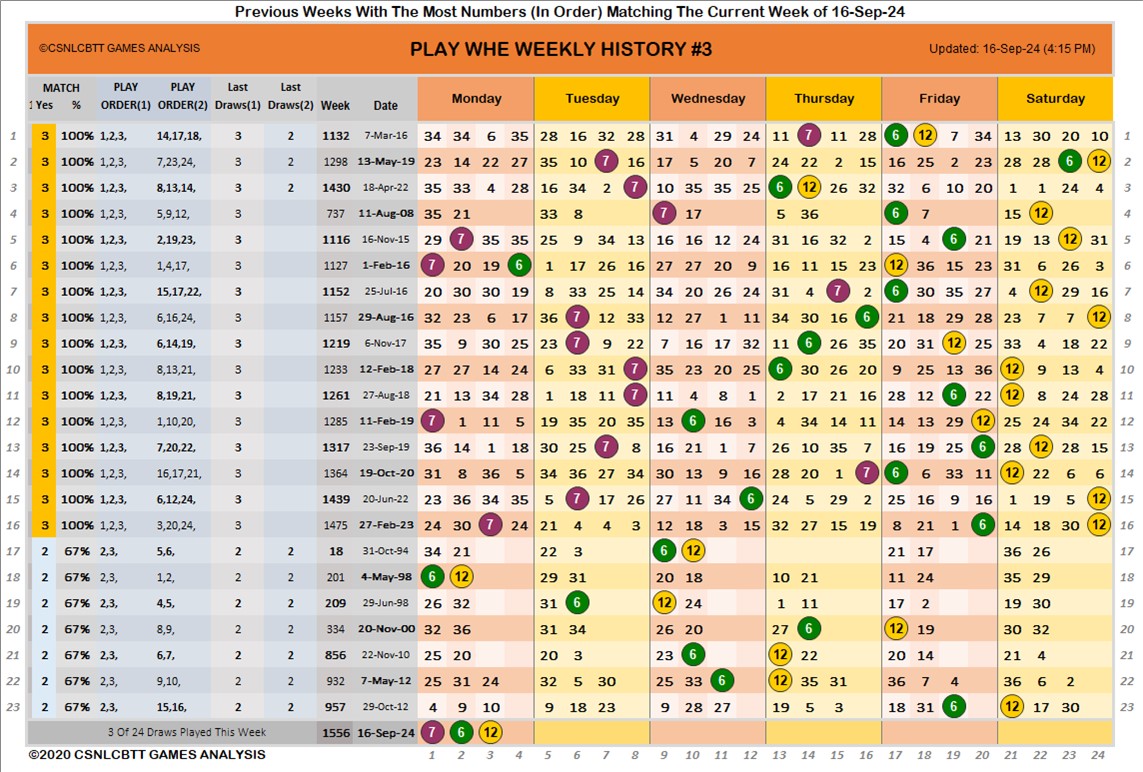 Previous Weeks With The Most Numbers (In Order) Matching The Current Week of 16-Sep-24
©CSNLCBTT GAMES ANALYSIS PLAY WHE WEEKLY HISTORY #3 Updated: 16-Sep-24 (4:15 PM)
MATCH PLAY PLAY Last Last
Yes % ORDER(1) ORDER(2) Draws(1) Draws(2) Week Date Monday Tuesday Wednesday Thursday Friday Saturday
1 3 100% 1,2,3, 14,17,18, 3 2 1132 7-Mar-16 34 34 6 35 28 16 32 28 31 4 29 24 11 7 11 28 6 12 7 34 13 30 20 10 1
2 3 100% 1,2,3, 7,23,24, 3 2 1298 13-May-19 23 14 22 27 35 10 7 16 17 5 20 7 24 22 2 15 16 25 2 23 28 28 6 12 2
3 3 100% 1,2,3, 8,13,14, 3 2 1430 18-Apr-22 35 33 4 28 16 34 2 7 10 35 35 25 6 12 26 32 32 6 10 20 1 1 24 4 3
4 3 100% 1,2,3, 5,9,12, 3 737 11-Aug-08 35 21 33 8 7 17 5 36 6 7 15 12 4
5 3 100% 1,2,3, 2,19,23, 3 1116 16-Nov-15 29 7 35 35 25 9 34 13 16 16 12 24 31 16 32 2 15 4 6 21 19 13 12 31 5
6 3 100% 1,2,3, 1,4,17, 3 1127 1-Feb-16 7 20 19 6 1 17 26 16 27 27 20 9 16 11 15 23 12 36 15 23 31 6 26 3 6
7 3 100% 1,2,3, 15,17,22, 3 1152 25-Jul-16 20 30 30 19 8 33 25 14 34 20 26 24 31 4 7 2 6 30 35 27 4 12 29 16 7
8 3 100% 1,2,3, 6,16,24, 3 1157 29-Aug-16 32 23 6 17 36 7 12 33 12 27 1 11 34 30 16 6 21 18 29 28 23 7 7 12 8
9 3 100% 1,2,3, 6,14,19, 3 1219 6-Nov-17 35 9 30 25 23 7 9 22 7 16 17 32 11 6 26 35 20 31 12 25 33 4 18 22 9
10 3 100% 1,2,3, 8,13,21, 3 1233 12-Feb-18 27 27 14 24 6 33 31 7 35 23 20 25 6 30 26 20 9 25 13 36 12 9 13 4 10
11 3 100% 1,2,3, 8,19,21, 3 1261 27-Aug-18 21 13 34 28 1 18 11 7 11 4 8 1 2 17 21 16 28 12 6 22 12 8 24 28 11
12 3 100% 1,2,3, 1,10,20, 3 1285 11-Feb-19 7 1 11 5 19 35 20 35 13 6 16 3 4 34 14 11 14 13 29 12 25 24 34 22 12
13 3 100% 1,2,3, 7,20,22, 3 1317 23-Sep-19 36 14 1 18 30 25 7 8 16 21 1 7 26 10 35 7 16 19 25 6 28 12 28 15 13
14 3 100% 1,2,3, 16,17,21, 3 1364 19-Oct-20 31 8 36 5 34 36 27 34 30 13 9 16 28 20 1 7 6 6 33 11 12 22 6 6 14
15 3 100% 1,2,3, 6,12,24, 3 1439 20-Jun-22 23 36 34 35 5 7 17 26 27 11 34 6 24 5 29 2 25 16 9 16 1 19 5 12 15
16 3 100% 1,2,3, 3,20,24, 3 1475 27-Feb-23 24 30 7 24 21 4 4 3 12 18 3 15 32 27 15 19 8 21 1 6 14 18 30 12 16
17 2 67% 2,3, 5,6, 2 2 18 31-Oct-94 34 21 22 3 6 12 21 17 36 26 17
18 2 67% 2,3, 1,2, 2 2 201 4-May-98 6 12 29 31 20 18 10 21 11 24 35 29 18
19 2 67% 2,3, 4,5, 2 2 209 29-Jun-98 26 32 31 6 12 24 1 11 17 2 19 30 19
20 2 67% 2,3, 8,9, 2 2 334 20-Nov-00 32 36 31 34 26 20 27 6 12 19 30 32 20
21 2 67% 2,3, 6,7, 2 2 856 22-Nov-10 25 20 20 3 23 6 12 22 20 14 21 4 21
22 2 67% 2,3, 9,10, 2 2 932 7-May-12 25 31 24 32 5 30 25 33 6 12 35 31 36 7 4 36 6 2 22
23 2 67% 2,3, 15,16, 2 2 957 29-Oct-12 4 9 10 9 18 23 9 28 27 19 5 3 18 31 6 12 17 30 23
3 Of 24 Draws Played This Week 1556 16-Sep-24 7 6 12
©2020 CSNLCBTT GAMES ANALYSIS 1 2 3 4 5 6 7 8 9 10 11 12 13 14 15 16 17 18 19 20 21 22 23 24